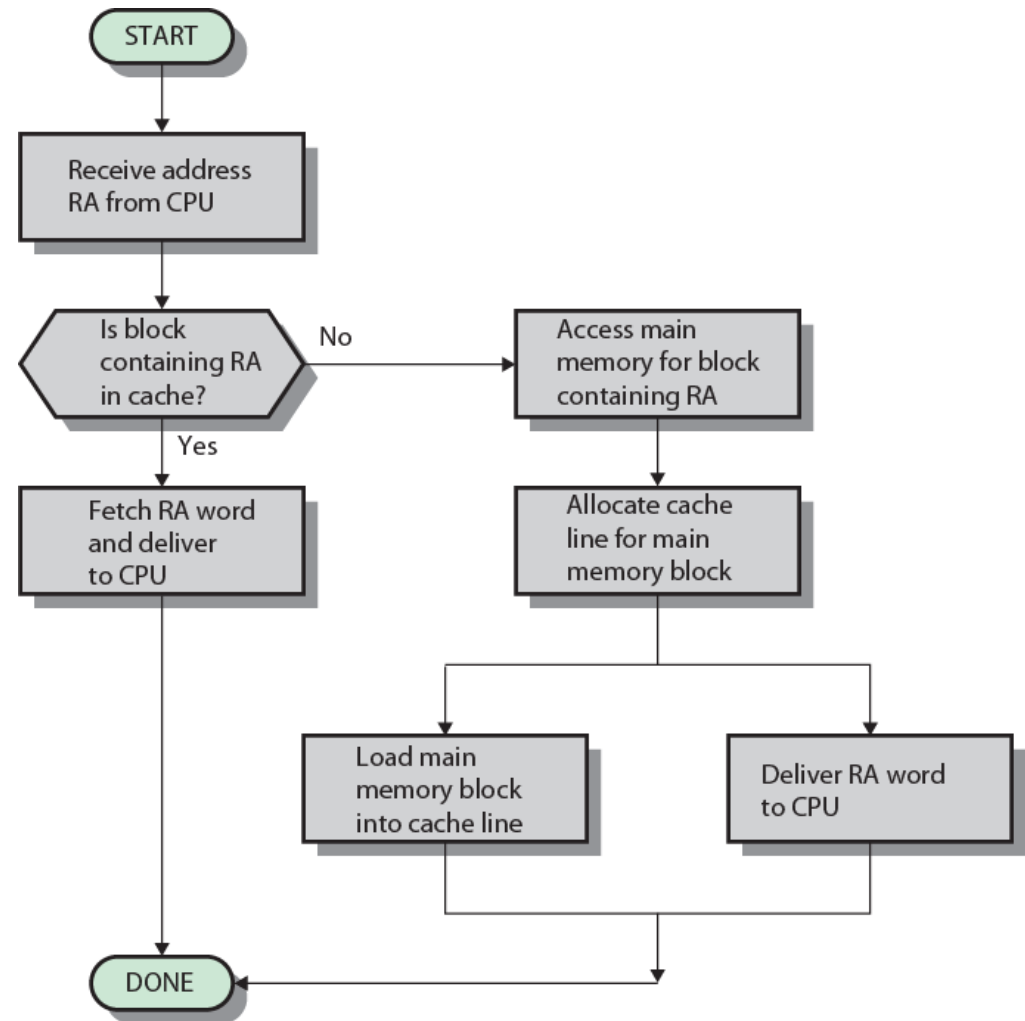 START
Receive address
RA from CPU
Is block
containing RA
in cache?
No
Access main
memory for block
containing RA
Yes
Fetch RA word
and deliver
to CPU
Allocate cache
line for main
memory block
Load main
memory block
into cache line
Deliver RA word
to CPU
DONE